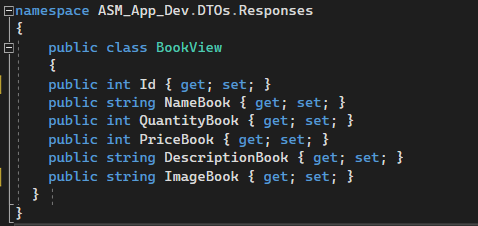 namespace ASM_App_Dev.DTOs.Responses
{
public class BookView
{
public int Id { get; set; }
public string NameBook { get; set; }
public int QuantityBook { get; set; }
public int PriceBook { get; set; }
public string DescriptionBook { get; set; }
public string ImageBook { get; set; }
}
}